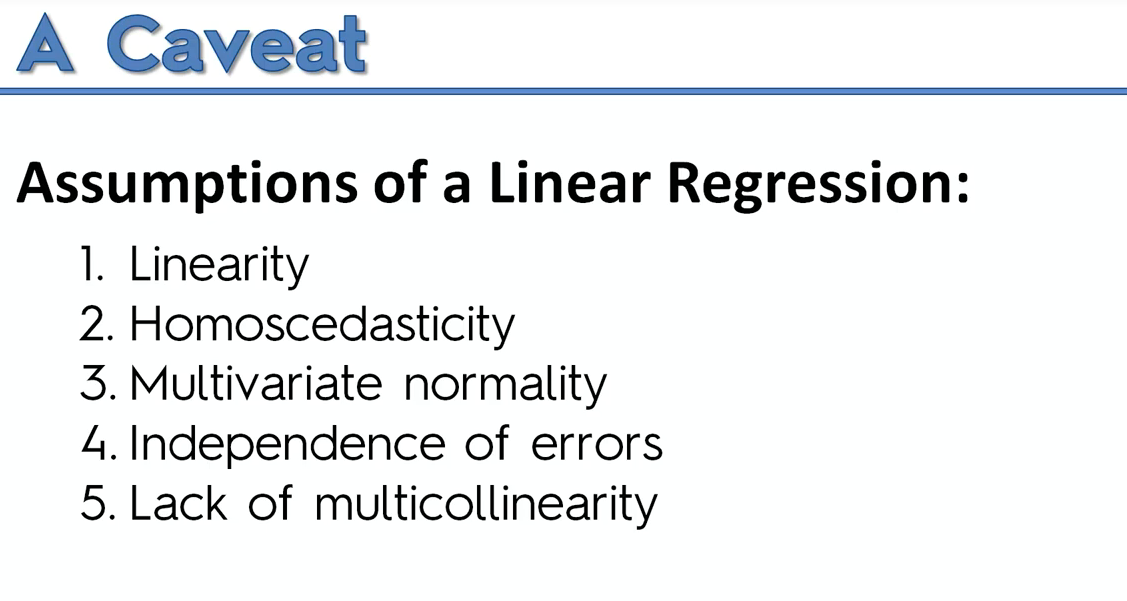 A Caveat
Assumptions of a Linear Regression:
1. Linearity
2. Homoscedasticity
3. Multivariate normality
4. Independence of errors
5. Lack of multicollinearity